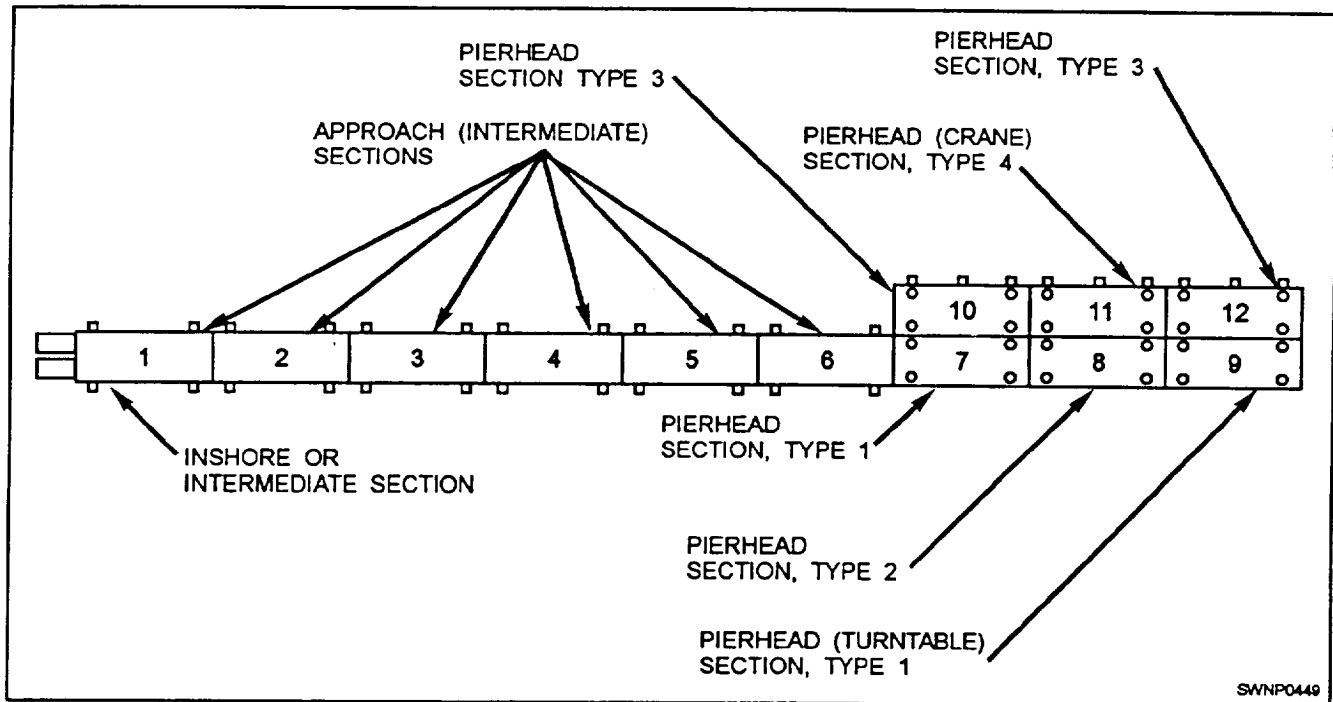 PIERHEAD
SECTION TYPE 3
PIERHEAD
SECTION, TYPE 3
APPROACH (INTERMEDIATE)
SECTIONS
PIERHEAD (CRANE)
SECTION, TYPE 4
10
11
12
1
2
3
4
5
6
7
8
9
PIERHEAD
SECTION, TYPE 1
INSHORE OR
INTERMEDIATE SECTION
PIERHEAD
SECTION, TYPE 2
PIERHEAD (TURNTABLE)
SECTION, TYPE 1
SWNP0449